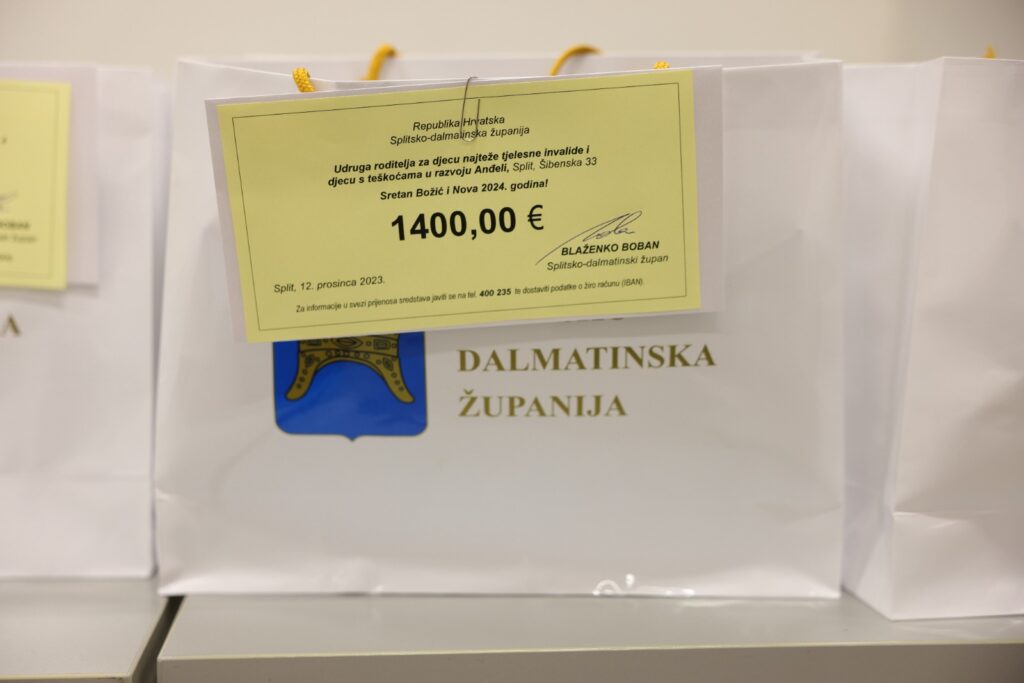 Republika Hrvatska
Splitsko-dalmatinska županija
Udruga roditelja za djecu najteže tjelesne invalide i
djecu s teškoćama u razvoju Anđeli, Split, Šibenska 33
Sretan Božić i Nova 2024. godina!
1400,00 €
BLAŽENKO BOBAN
Splitsko-dalmatinski župan
Split, 12. prosinca 2023.
Za informacije u svezi prijenosa sredstava javiti se na tel. 400 235 te dostaviti podatke o žiro računu (IBAN).
DALMATINSKA
ŽUPANIJA